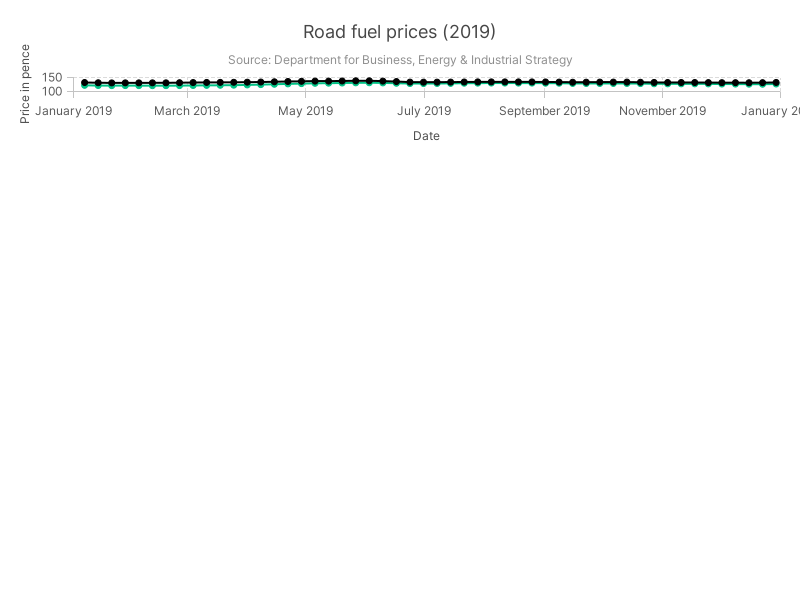 Road fuel prices (2019)
Source: Department for Business, Energy & Industrial Strategy
Price in pence
150
100
January 2019 March 2019 May 2019 July 2019 September 2019 November 2019 January 20
Date